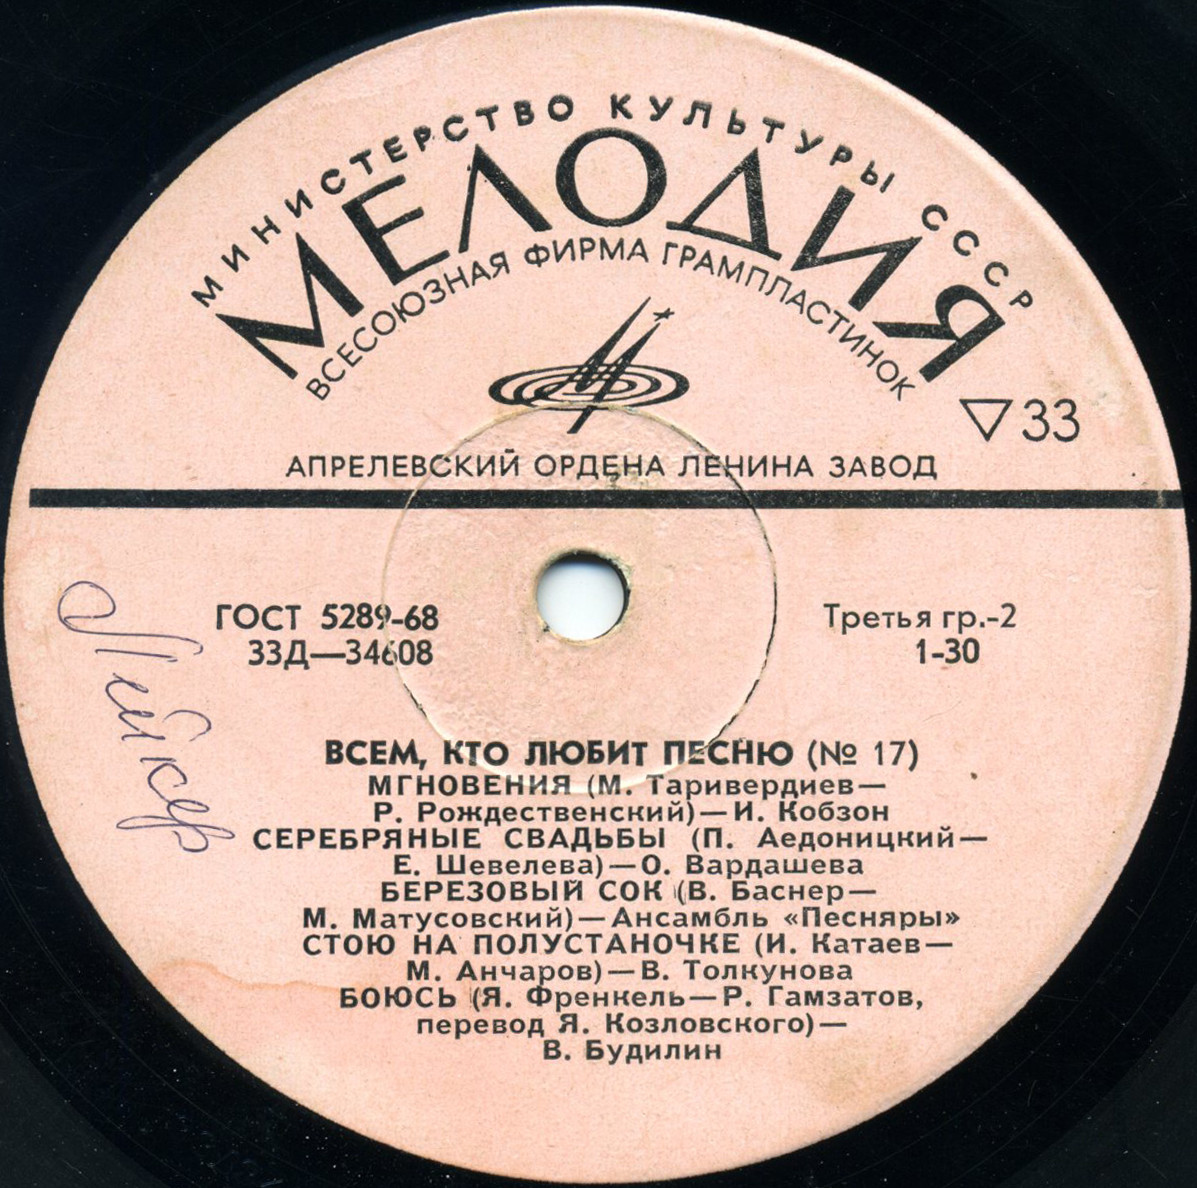 МИНИСТЕРСТВО КУЛЬТУРЫ СССР
МЕЛОДИЯ
ВСЕСОЮЗНАЯ ФИРМА ГРАМПЛАСТИНОК
33
АПРЕЛЕВСКИЙ ОРДЕНА ЛЕНИНА ЗАВОД
ГОСТ 5289-68
33Д—34608
Третья гр.-2
1-30
Лейкер
ВСЕМ, КТО ЛЮБИТ ПЕСНЮ (№ 17)
МГНОВЕНИЯ (М. Таривердиев—
Р. Рождественский)—И. Кобзон
СЕРЕБРЯНЫЕ СВАДЬБЫ (П. Аедоницкий—
Е. Шевелева)—О. Вардашева
БЕРЕЗОВЫЙ СОК (В. Баснер—
М. Матусовский)—Ансамбль «Песняры»
СТОЮ НА ПОЛУСТАНОЧКЕ (И. Катаев—
М. Анчаров)—В. Толкунова
БОЮСЬ (Я. Френкель—Р. Гамзатов,
перевод Я. Козловского)—
В. Будилин